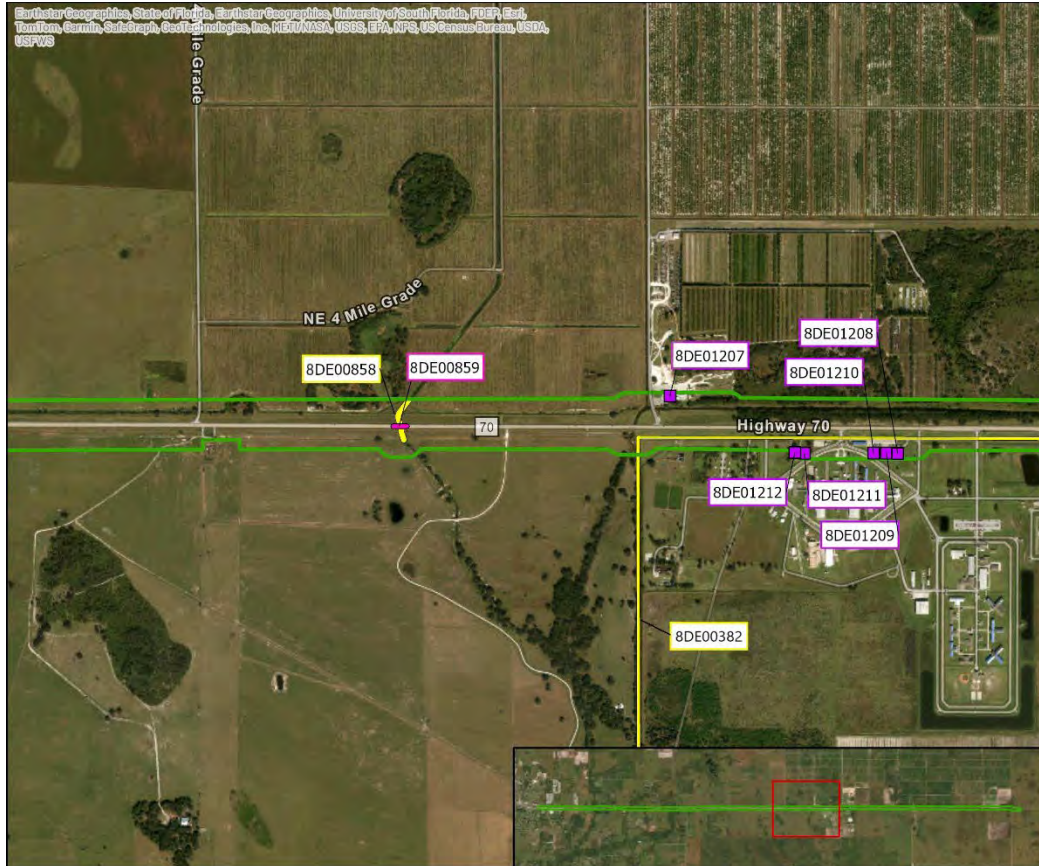 Earthstar Geographics, State of Florida, Earthstar Geographics, University of South Florida, FDEP, Esri,
TomTom, Garmin, SafeGraph, GeoTechnologies, Inc, METI/NASA, USGS, EPA, NPS, US Census Bureau, USDA,
USFWS
Grade
NE 4 Mile Grade
8DE00858
8DE00859
8DE01207
8DE01208
8DE01210
70
Highway 70
8DE01212
8DE01211
8DE01209
8DE00382